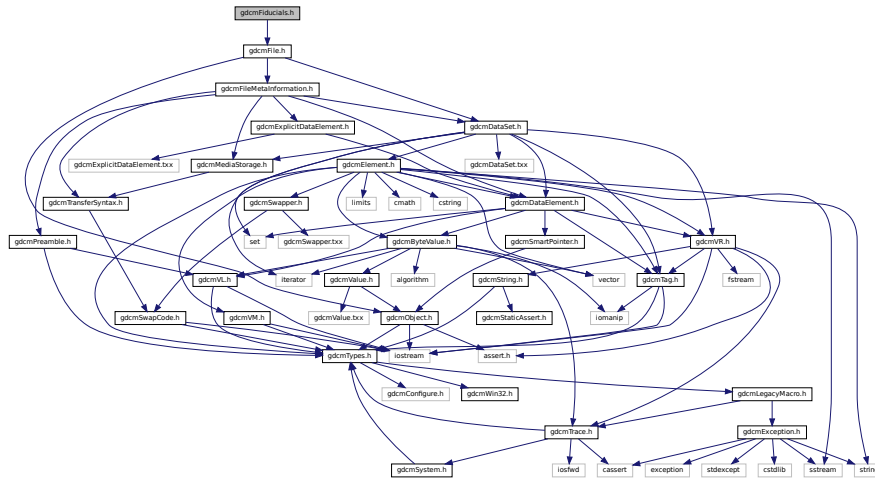 gdcmFiducials.h
gdcmFile.h
gdcmFileMetaInformation.h
gdcmExplicitDataElement.h
gdcmDataSet.h
gdcmExplicitDataElement.txx
gdcmMediaStorage.h
gdcmElement.h
gdcmDataSet.txx
gdcmTransferSyntax.h
gdcmSwapper.h
limits
cmath
cstring
gdcmDataElement.h
gdcmPreamble.h
set
gdcmSwapper.txx
gdcmByteValue.h
gdcmSmartPointer.h
gdcmVR.h
gdcmVL.h
iterator
gdcmValue.h
algorithm
gdcmString.h
vector
gdcmTag.h
fstream
gdcmSwapCode.h
gdcmVM.h
gdcmValue.txx
gdcmObject.h
gdcmStaticAssert.h
iomanip
gdcmTypes.h
iostream
assert.h
gdcmConfigure.h
gdcmWin32.h
gdcmLegacyMacro.h
gdcmTrace.h
gdcmException.h
gdcmSystem.h
iosfwd
cassert
exception
stdexcept
cstdlib
sstream